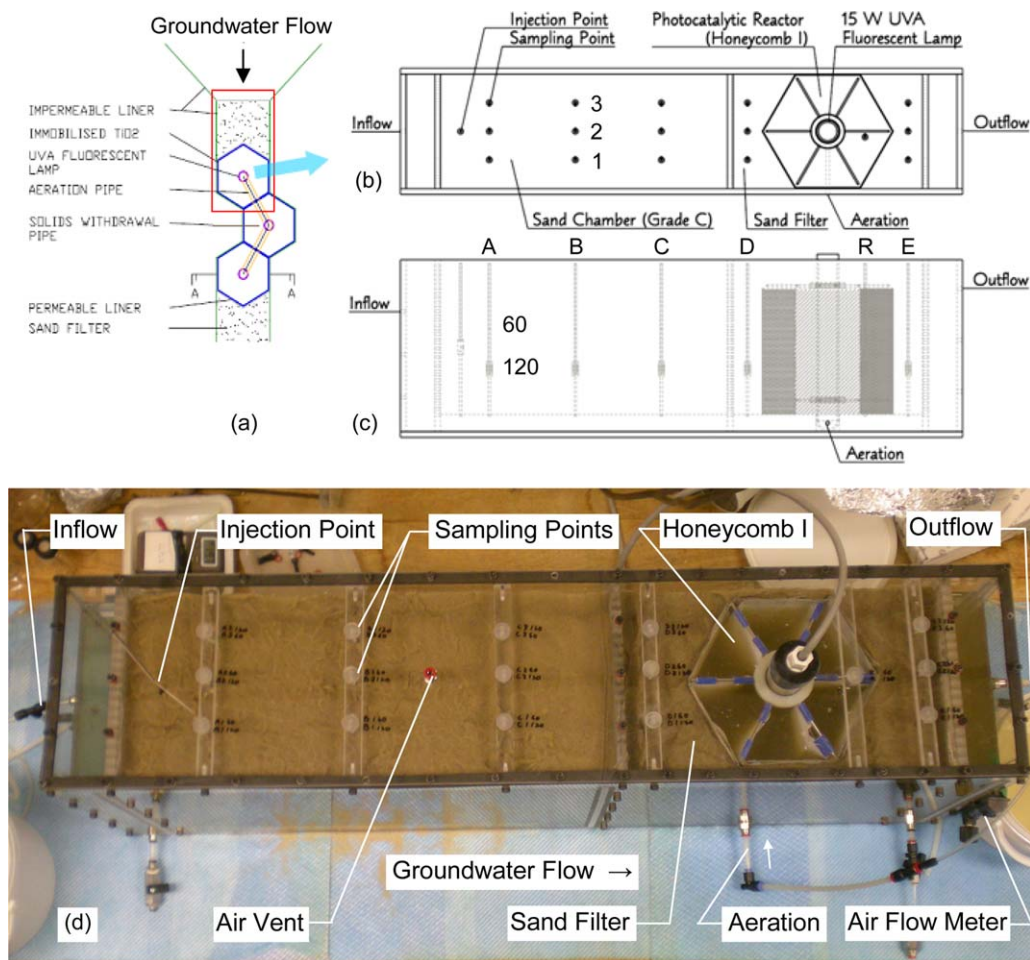 Groundwater Flow
IMPERMEABLE LINER
IMMOBILISED TiO2
UVA FLUORESCENT
LAMP
AERATION PIPE
SOLIDS WITHDRAWAL
PIPE
A
A
PERMEABLE LINER
SAND FILTER
(a)
Injection Point
Sampling Point
Photocatalytic Reactor
(Honeycomb I)
15 W UVA
Fluorescent Lamp
Inflow
3
2
1
Outflow
(b)
Sand Chamber (Grade C)
Sand Filter
Aeration
A
B
C
D
R
E
Inflow
Outflow
60
120
(c)
Aeration
Inflow
Injection Point
Sampling Points
Honeycomb I
Outflow
Groundwater Flow →
(d)
Air Vent
Sand Filter
Aeration
Air Flow Meter